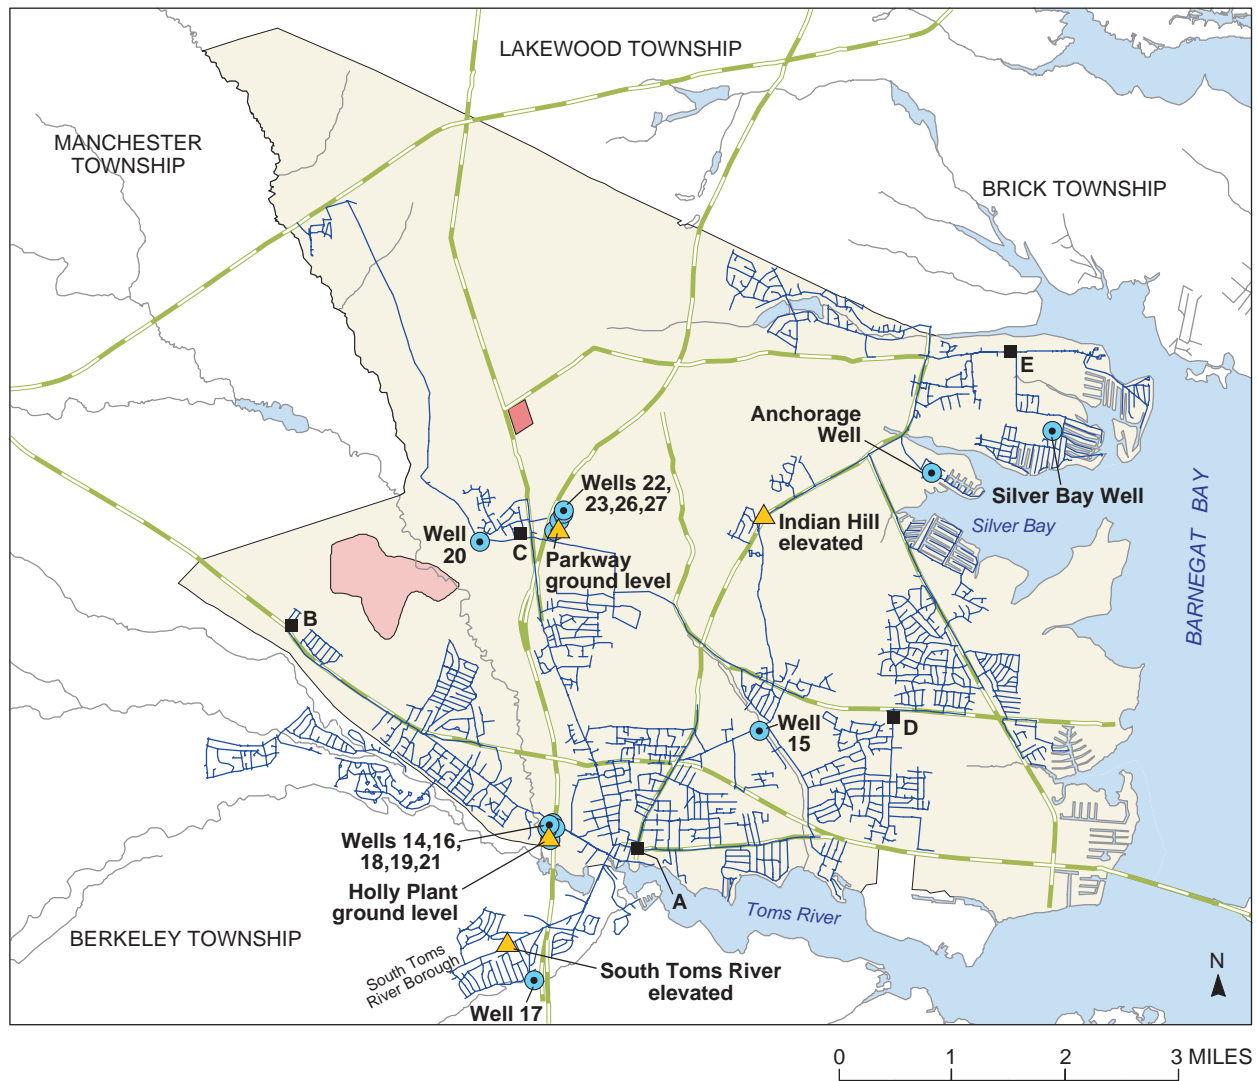 LAKEWOOD TOWNSHIP
MANCHESTER
TOWNSHIP
BRICK TOWNSHIP
E
Anchorage
Well
Silver Bay Well
Silver Bay
BARNEGAT BAY
Wells 22,
23,26,27
Well
20
C
Parkway
ground level
Indian Hill
elevated
B
Well
15
D
Wells 14,16,
18,19,21
Holly Plant
ground level
A
Toms River
BERKELEY TOWNSHIP
South Toms
River Borough
South Toms River
elevated
Well 17
N
0 1 2 3 MILES